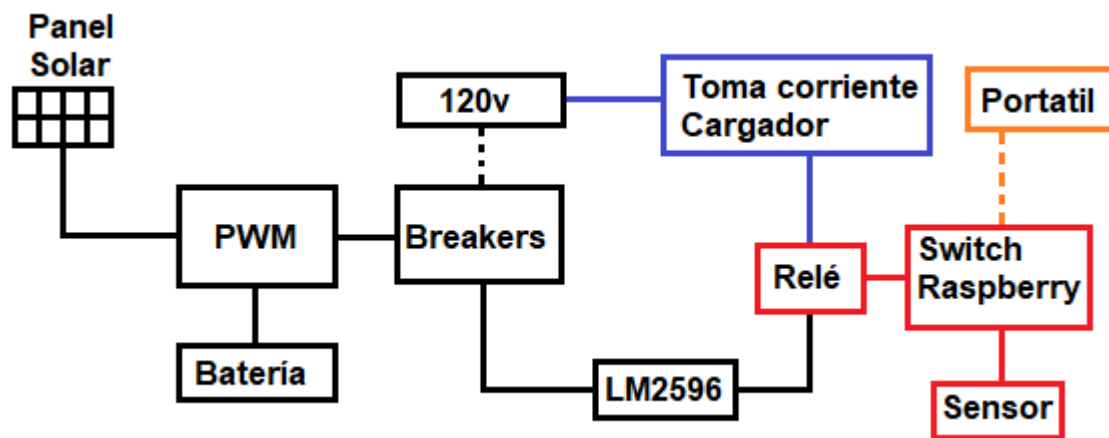 Panel
Solar
120v
Toma corriente
Cargador
Portatil
PWM
Breakers
Relé
Switch
Raspberry
Batería
LM2596
Sensor